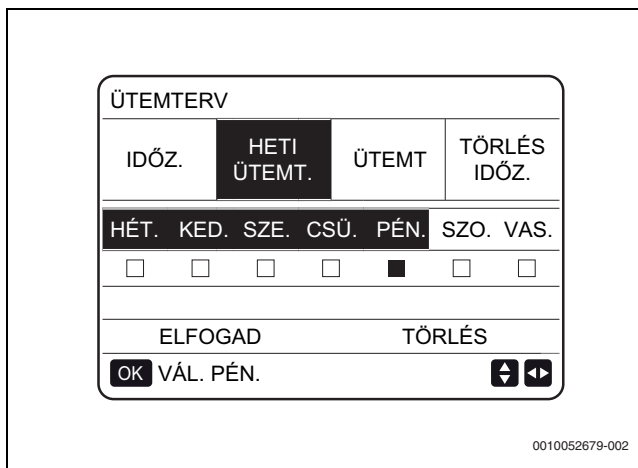 ÜTEMTERV
IDŐZ. HETI ÜTEMT. ÜTEMT TÖRLÉS IDŐZ.
HÉT. KED. SZE. CSÜ. PÉN. SZO. VAS.
ELFOGAD TÖRLÉS
OK VÁL. PÉN.
0010052679-002